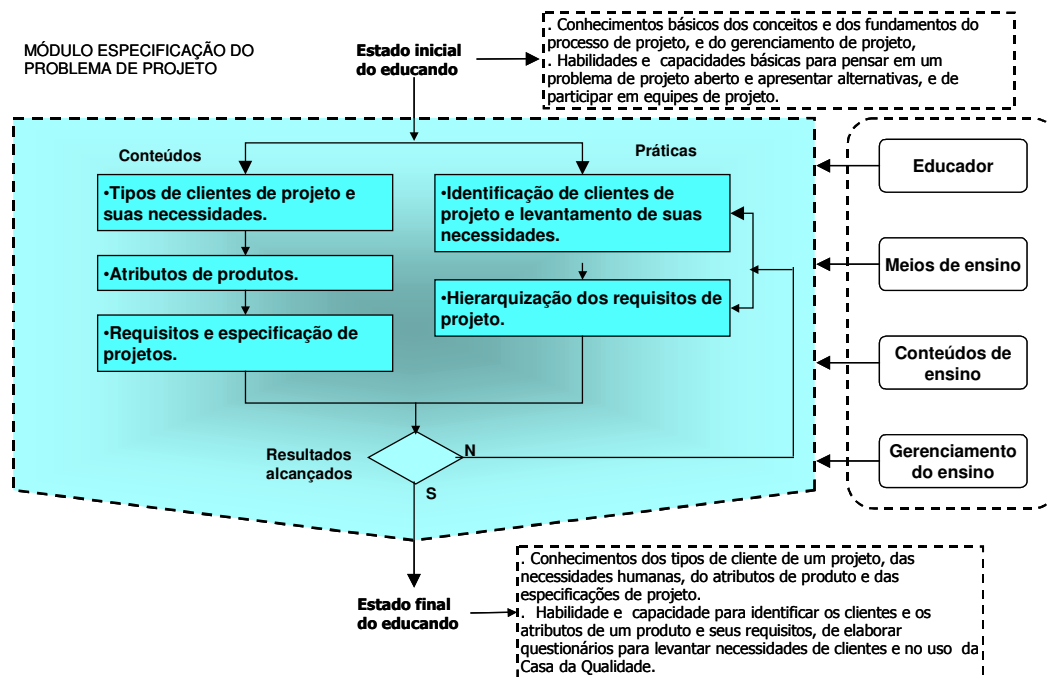 MÓDULO ESPECIFICAÇÃO DO
PROBLEMA DE PROJETO
Estado inicial
do educando
. Conhecimentos básicos dos conceitos e dos fundamentos do
processo de projeto, e do gerenciamento de projeto,
. Habilidades e capacidades básicas para pensar em um
problema de projeto aberto e apresentar alternativas, e de
participar em equipes de projeto.
Conteúdos
•Tipos de clientes de projeto e
suas necessidades.
•Atributos de produtos.
•Requisitos e especificação de
projetos.
Práticas
•Identificação de clientes de
projeto e levantamento de suas
necessidades.
•Hierarquização dos requisitos de
projeto.
Resultados
alcançados
N
S
Educador
Meios de ensino
Conteúdos de
ensino
Gerenciamento
do ensino
Estado final
do educando
. Conhecimentos dos tipos de cliente de um projeto, das
necessidades humanas, do atributos de produto e das
especificações de projeto.
. Habilidade e capacidade para identificar os clientes e os
atributos de um produto e seus requisitos, de elaborar
questionários para levantar necessidades de clientes e no uso da
Casa da Qualidade.